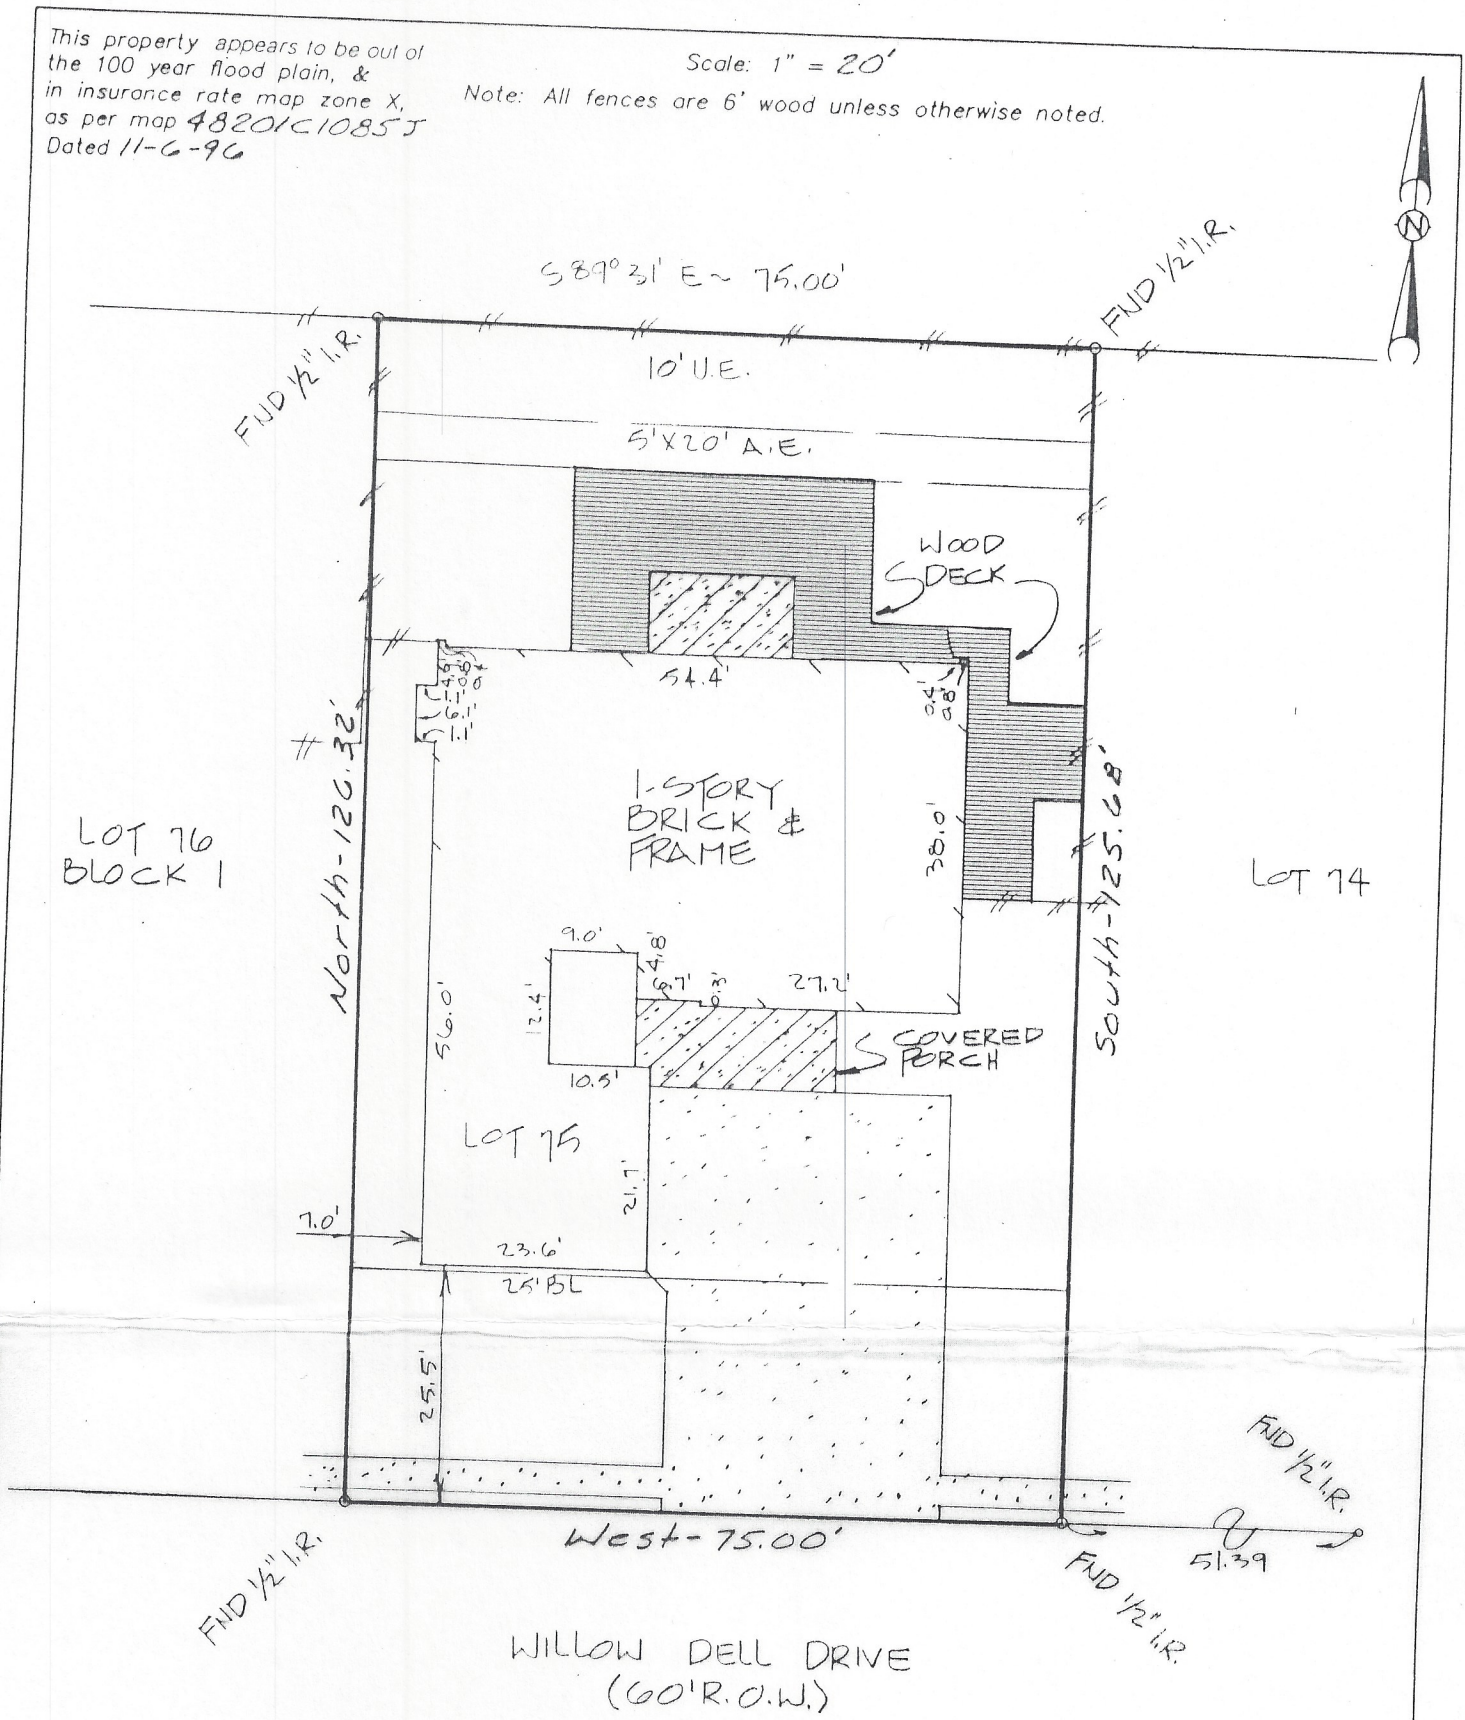 This property appears to be out of
the 100 year flood plain, &
in insurance rate map zone X,
as per map 48201C1085J
Dated 11-6-96
Scale: 1" = 20'
Note: All fences are 6' wood unless otherwise noted.
N
S89° 31' E ~ 75.00'
FND 1/2" I.R.
FND 1/2" I.R.
10' U.E.
5'X20' A.E.
WOOD
DECK
54.4'
0.4'
0.8'
North-126.32'
1-STORY
BRICK &
FRAME
38.0'
South-125.68'
LOT 76
BLOCK 1
LOT 74
9.0'
4.8'
6.7'
0.3'
27.2'
12.4'
56.0'
COVERED
PORCH
10.5'
LOT 75
21.7'
7.0'
23.6'
25' BL
25.5'
FND 1/2" I.R.
West-75.00'
51.39
FND 1/2" I.R.
FND 1/2" I.R.
WILLOW DELL DRIVE
(60' R.O.W.)